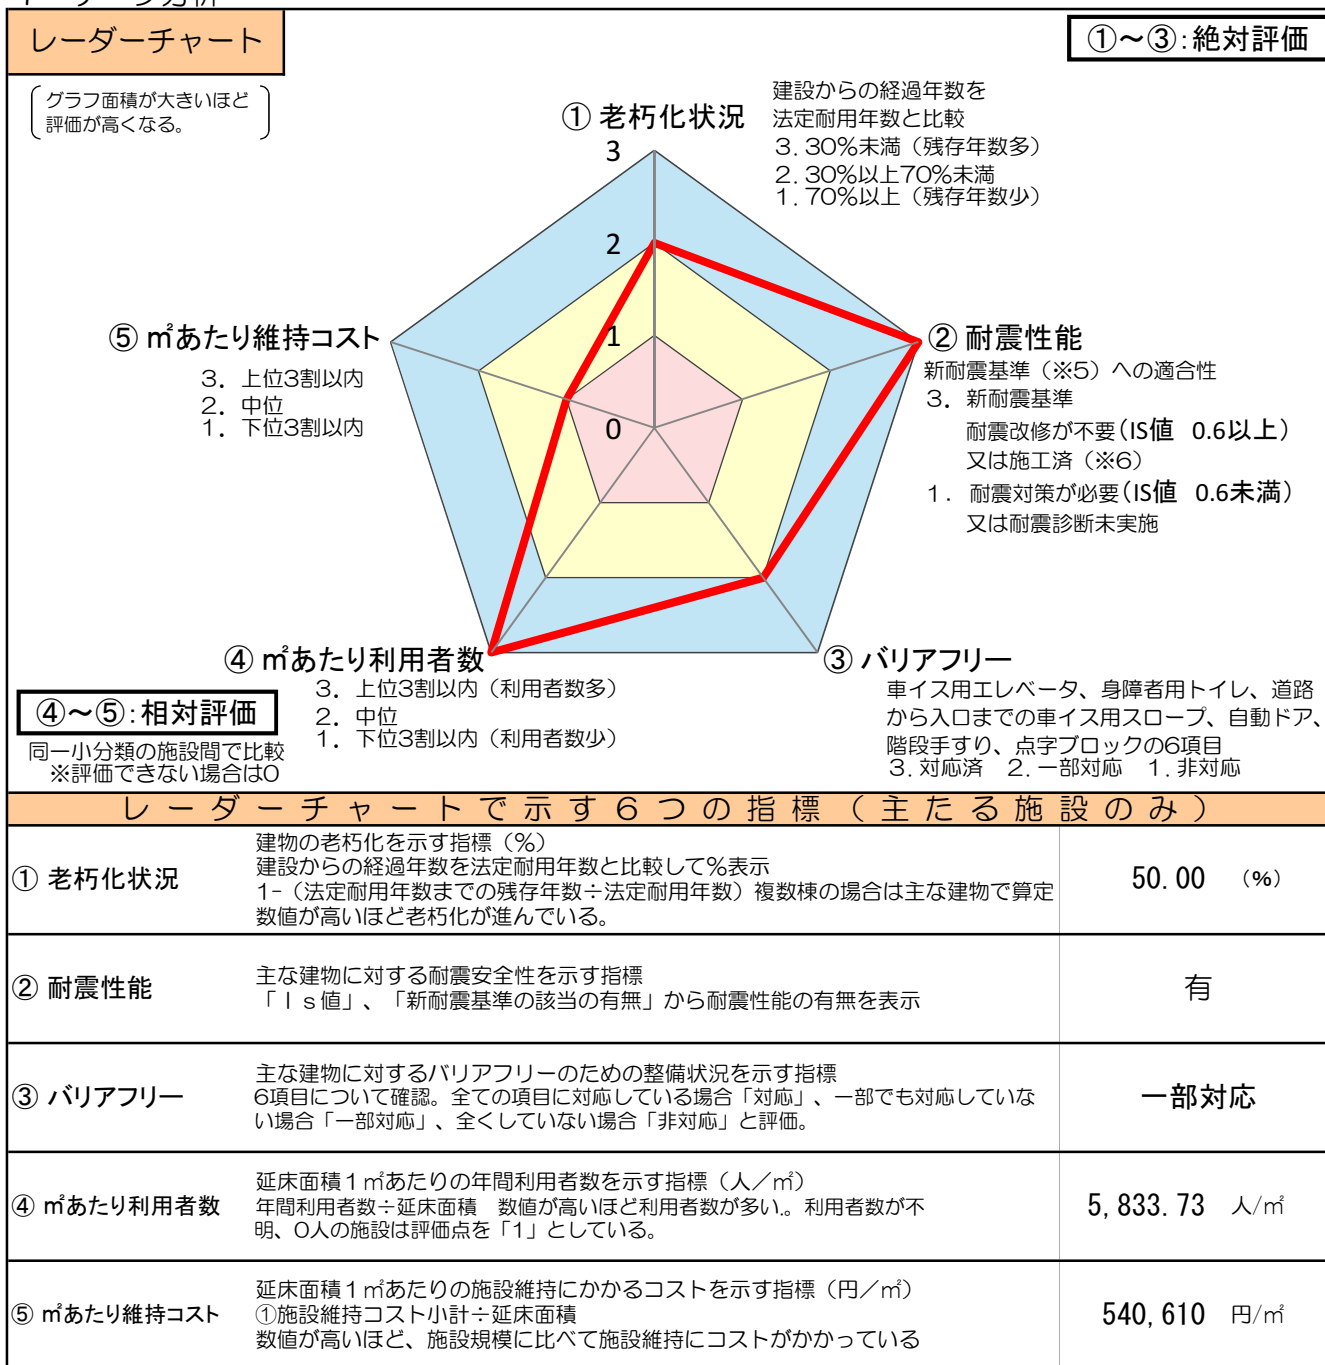 レーダーチャート
①～③:絶対評価
グラフ面積が大きいほど
評価が高くなる。
① 老朽化状況
建設からの経過年数を
法定耐用年数と比較
3. 30%未満（残存年数多）
2. 30%以上70%未満
1. 70%以上（残存年数少）
3
2
1
0
② 耐震性能
新耐震基準（※5）への適合性
3. 新耐震基準
耐震改修が不要(IS値 0.6以上)
又は施工済（※6）
1. 耐震対策が必要(IS値 0.6未満)
又は耐震診断未実施
⑤ ㎡あたり維持コスト
3. 上位3割以内
2. 中位
1. 下位3割以内
④ ㎡あたり利用者数
3. 上位3割以内（利用者数多）
2. 中位
1. 下位3割以内（利用者数少）
③ バリアフリー
車イス用エレベータ、身障者用トイレ、道路
から入口までの車イス用スロープ、自動ドア、
階段手すり、点字ブロックの6項目
3. 対応済 2. 一部対応 1. 非対応
④～⑤:相対評価
同一小分類の施設間で比較
※評価できない場合は0
レーダーチャートで示す６つの指標（主たる施設のみ）
① 老朽化状況
建物の老朽化を示す指標（%）
建設からの経過年数を法定耐用年数と比較して%表示
1-（法定耐用年数までの残存年数÷法定耐用年数）複数棟の場合は主な建物で算定
数値が高いほど老朽化が進んでいる。
50.00 （%）
② 耐震性能
主な建物に対する耐震安全性を示す指標
「Ｉｓ値」、「新耐震基準の該当の有無」から耐震性能の有無を表示
有
③ バリアフリー
主な建物に対するバリアフリーのための整備状況を示す指標
6項目について確認。全ての項目に対応している場合「対応」、一部でも対応していな
い場合「一部対応」、全くしていない場合「非対応」と評価。
一部対応
④ ㎡あたり利用者数
延床面積１㎡あたりの年間利用者数を示す指標（人／㎡）
年間利用者数÷延床面積　数値が高いほど利用者数が多い。。利用者数が不
明、0人の施設は評価点を「1」としている。
5,833.73 人/㎡
⑤ ㎡あたり維持コスト
延床面積１㎡あたりの施設維持にかかるコストを示す指標（円／㎡）
①施設維持コスト小計÷延床面積
数値が高いほど、施設規模に比べて施設維持にコストがかかっている
540,610 円/㎡